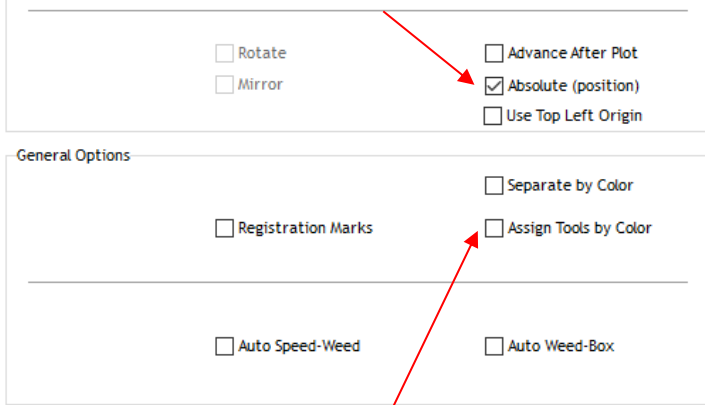 Rotate
Advance After Plot
Mirror
Absolute (position)
Use Top Left Origin
General Options
Separate by Color
Registration Marks
Assign Tools by Color
Auto Speed-Weed
Auto Weed-Box